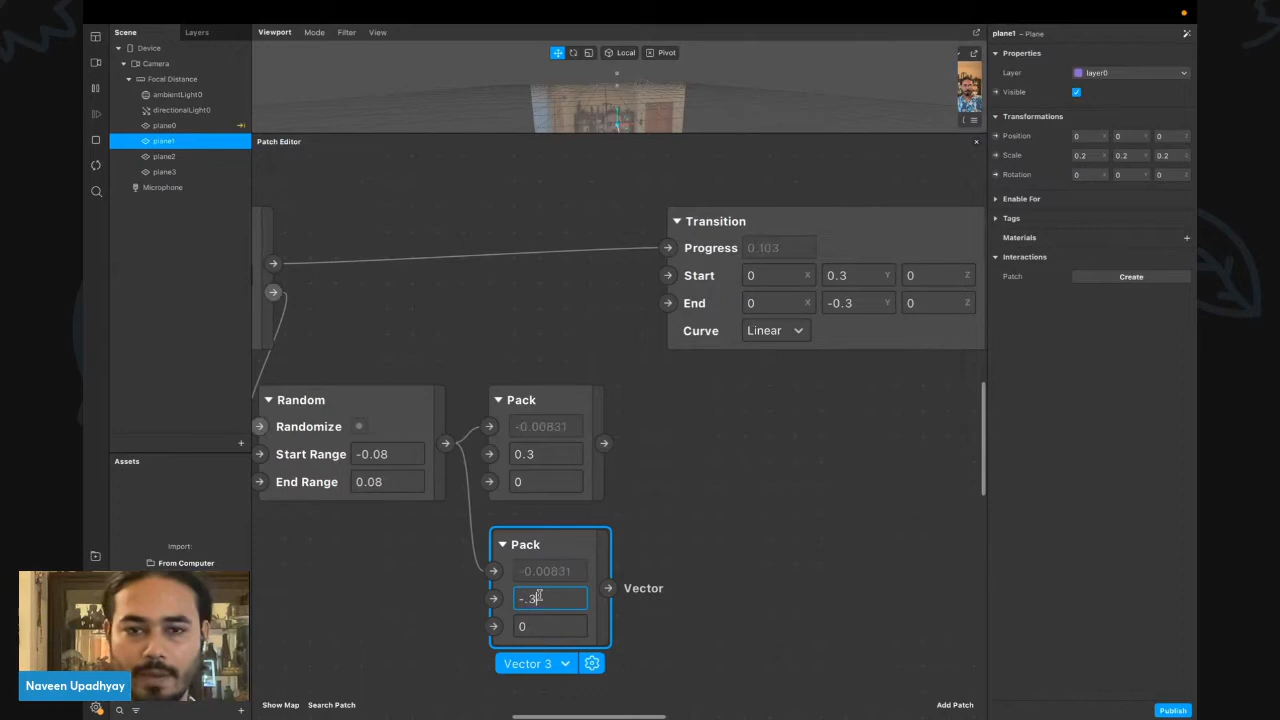 Scene
Layers
Device
Camera
Focal Distance
ambientLight0
directionalLight0
plane0
plane1
plane2
plane3
Microphone
Assets
Import:
From Computer
Naveen Upadhyay
Viewport
Mode
Filter
View
Local
Pivot
Patch Editor
Transition
Progress 0.103
Start 0 X 0.3 Y 0 Z
End 0 X -0.3 Y 0 Z
Curve Linear
Random
Randomize
Start Range -0.08
End Range 0.08
Pack
-0.00831
0.3
0
Pack
-0.00831
-.3
0
Vector
Vector 3
Show Map
Search Patch
Add Patch
plane1 – Plane
Properties
Layer layer0
Visible
Transformations
Position 0 X 0 Y 0 Z
Scale 0.2 X 0.2 Y 0.2 Z
Rotation 0 X 0 Y 0 Z
Enable For
Tags
Materials
Interactions
Patch Create
Publish